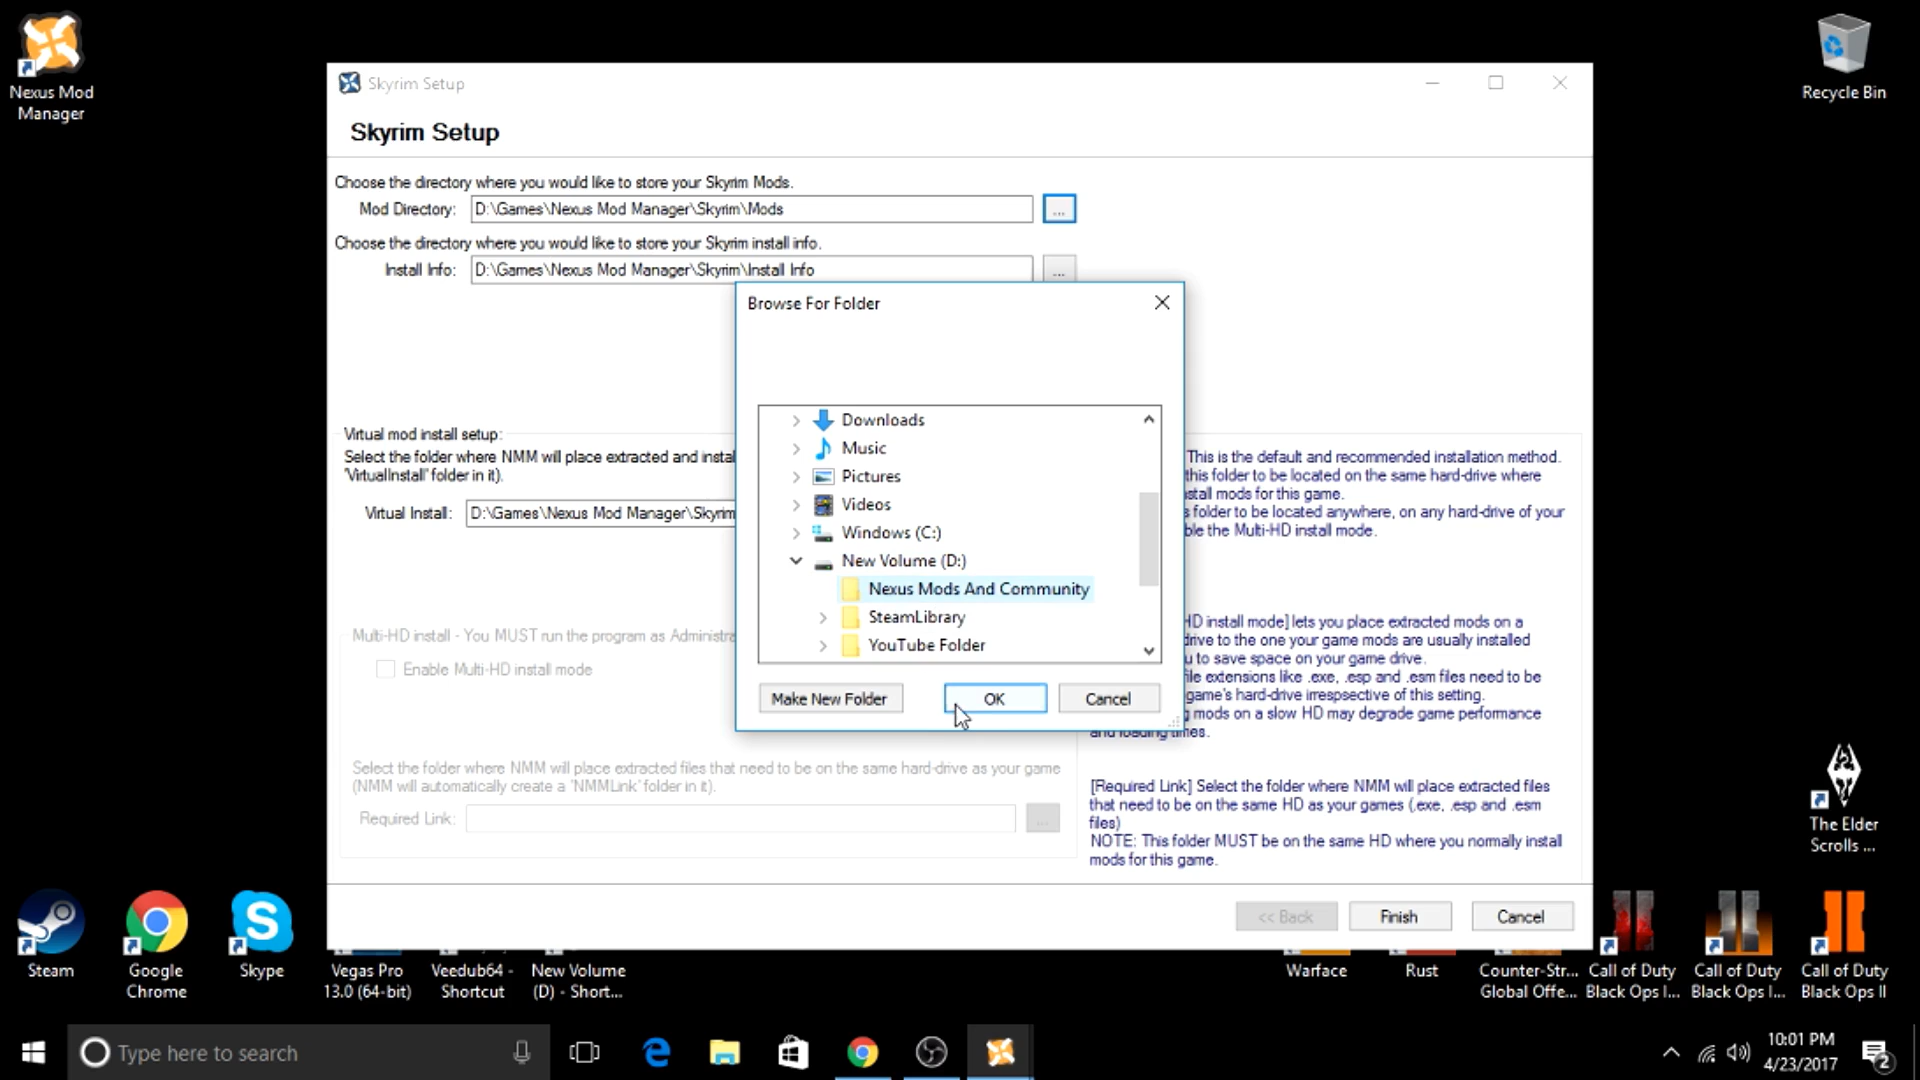 Nexus Mod
Manager
Recycle Bin
Skyrim Setup
Skyrim Setup
Choose the directory where you would like to store your Skyrim Mods.
Mod Directory: D:\Games\Nexus Mod Manager\Skyrim\Mods ...
Choose the directory where you would like to store your Skyrim install info.
Install Info: D:\Games\Nexus Mod Manager\Skyrim\Install Info ...
Browse For Folder
Downloads
Music
Pictures
Videos
Windows (C:)
New Volume (D:)
Nexus Mods And Community
SteamLibrary
YouTube Folder
Make New Folder OK Cancel
Virtual mod install setup:
Select the folder where NMM will place extracted and instal
'VirtualInstall' folder in it).
Virtual Install: D:\Games\Nexus Mod Manager\Skyrim
This is the default and recommended installation method.
this folder to be located on the same hard-drive where
stall mods for this game.
s folder to be located anywhere, on any hard-drive of your
ble the Multi-HD install mode.
Multi-HD install - You MUST run the program as Administra
Enable Multi-HD install mode
HD install mode] lets you place extracted mods on a
drive to the one your game mods are usually installed
u to save space on your game drive.
file extensions like .exe, .esp and .esm files need to be
game's hard-drive irrespsective of this setting.
g mods on a slow HD may degrade game performance
and loading times.
Select the folder where NMM will place extracted files that need to be on the same hard-drive as your game
(NMM will automatically create a 'NMMLink' folder in it).
Required Link: ...
[Required Link] Select the folder where NMM will place extracted files
that need to be on the same HD as your games (.exe, .esp and .esm
files)
NOTE: This folder MUST be on the same HD where you normally install
mods for this game.
<< Back Finish Cancel
The Elder
Scrolls ...
Steam
Google
Chrome
Skype
Vegas Pro
13.0 (64-bit)
Veedub64 -
Shortcut
New Volume
(D) - Short...
Warface
Rust
Counter-Str...
Global Offe...
Call of Duty
Black Ops I...
Call of Duty
Black Ops I...
Call of Duty
Black Ops II
Type here to search
10:01 PM
4/23/2017
2